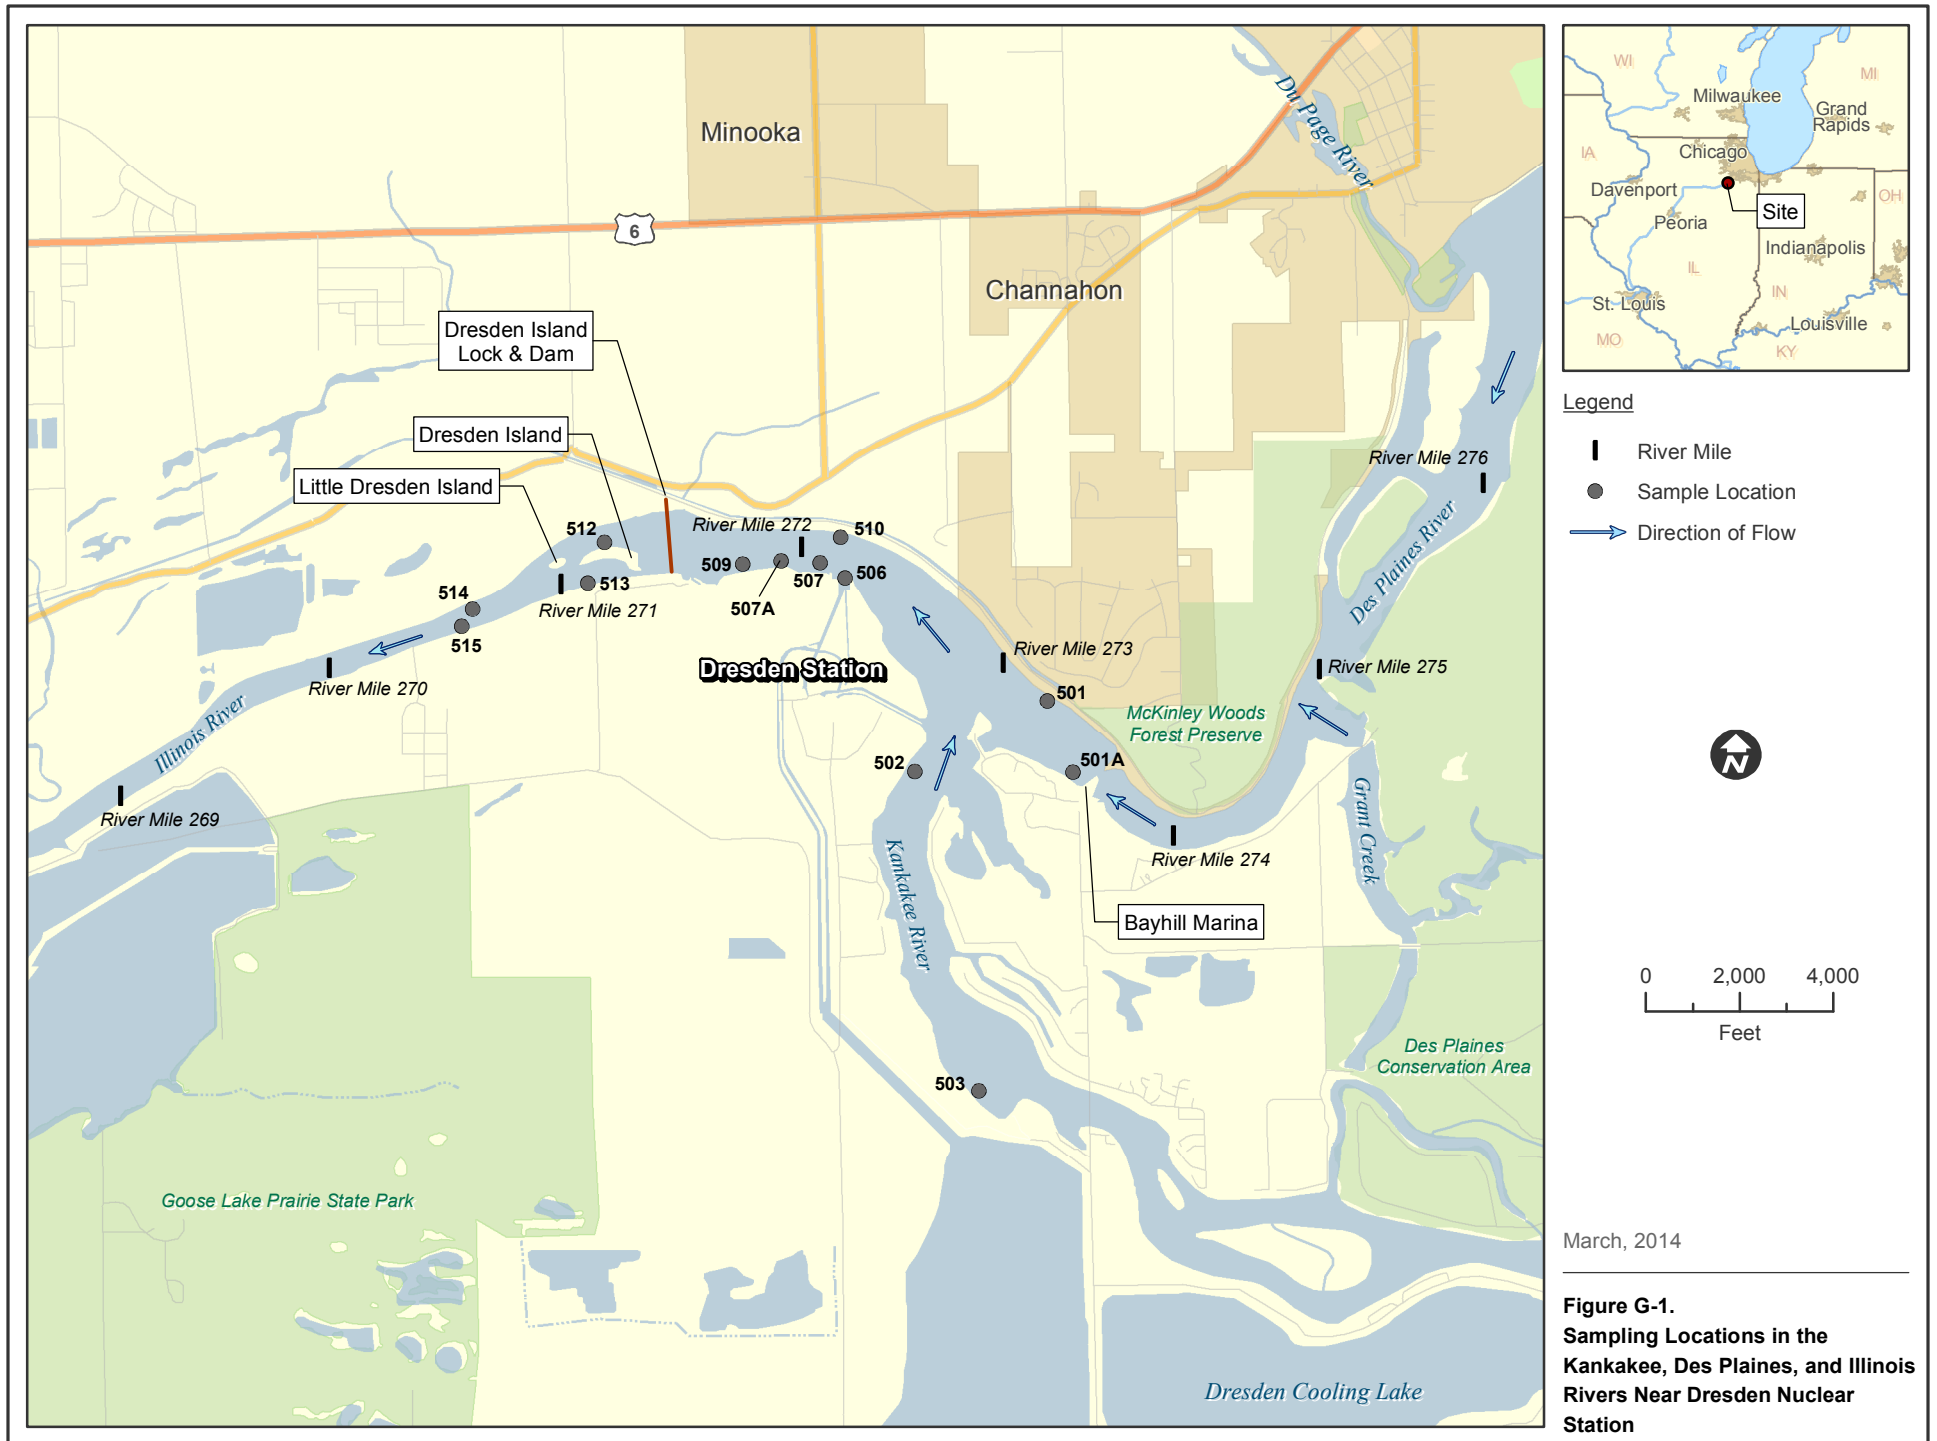 Minooka
Du Page River
6
Channahon
Dresden Island
Lock & Dam
Dresden Island
Little Dresden Island
River Mile 276
512
River Mile 272
510
509
507
506
507A
513
514
River Mile 271
515
Des Plaines River
River Mile 273
River Mile 275
Dresden Station
River Mile 270
501
McKinley Woods
Forest Preserve
Illinois River
502
501A
River Mile 269
Grant Creek
River Mile 274
Kankakee River
Bayhill Marina
503
Des Plaines
Conservation Area
Goose Lake Prairie State Park
Dresden Cooling Lake
WI
MI
Milwaukee
Grand
Rapids
Chicago
IA
Davenport
OH
Site
Peoria
Indianapolis
IL
IN
St. Louis
Louisville
MO
KY
Legend
River Mile
Sample Location
Direction of Flow
N
0 2,000 4,000
Feet
March, 2014
Figure G-1.
Sampling Locations in the
Kankakee, Des Plaines, and Illinois
Rivers Near Dresden Nuclear
Station